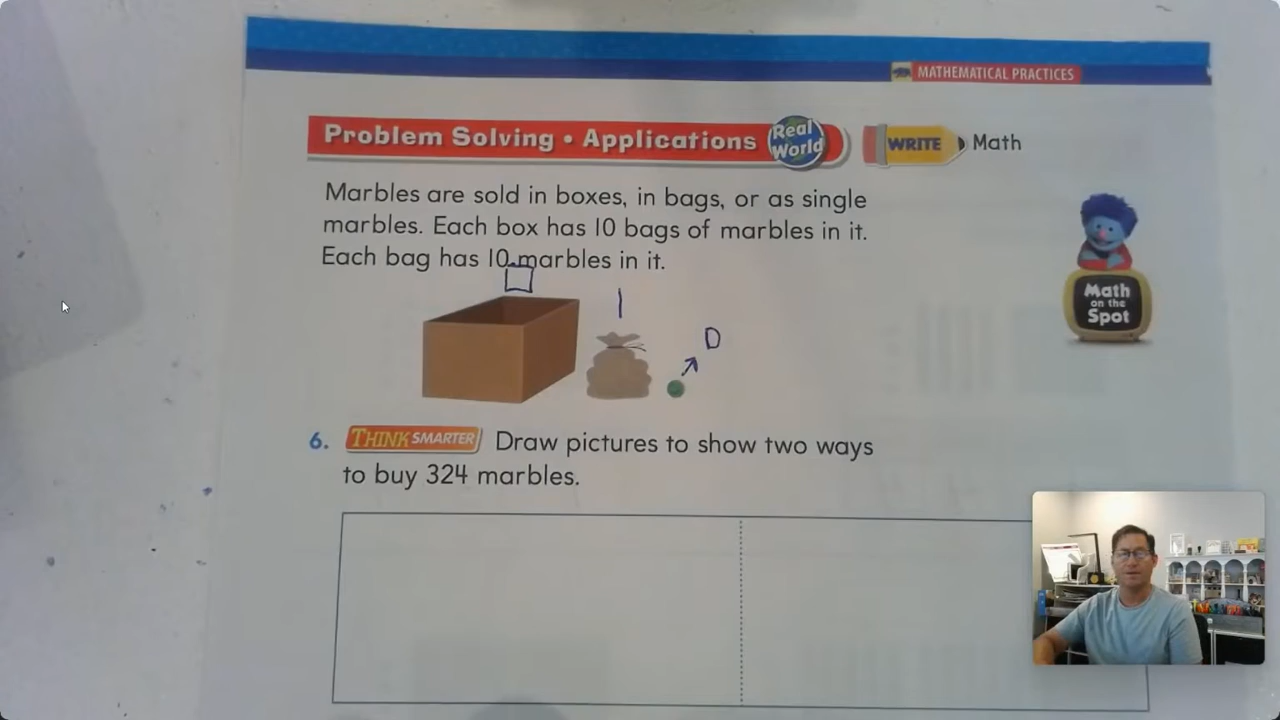 MATHEMATICAL PRACTICES
Problem Solving • Applications Real World WRITE Math
Marbles are sold in boxes, in bags, or as single
marbles. Each box has 10 bags of marbles in it.
Each bag has 10 marbles in it.
Math on the Spot
6. THINK SMARTER Draw pictures to show two ways
to buy 324 marbles.